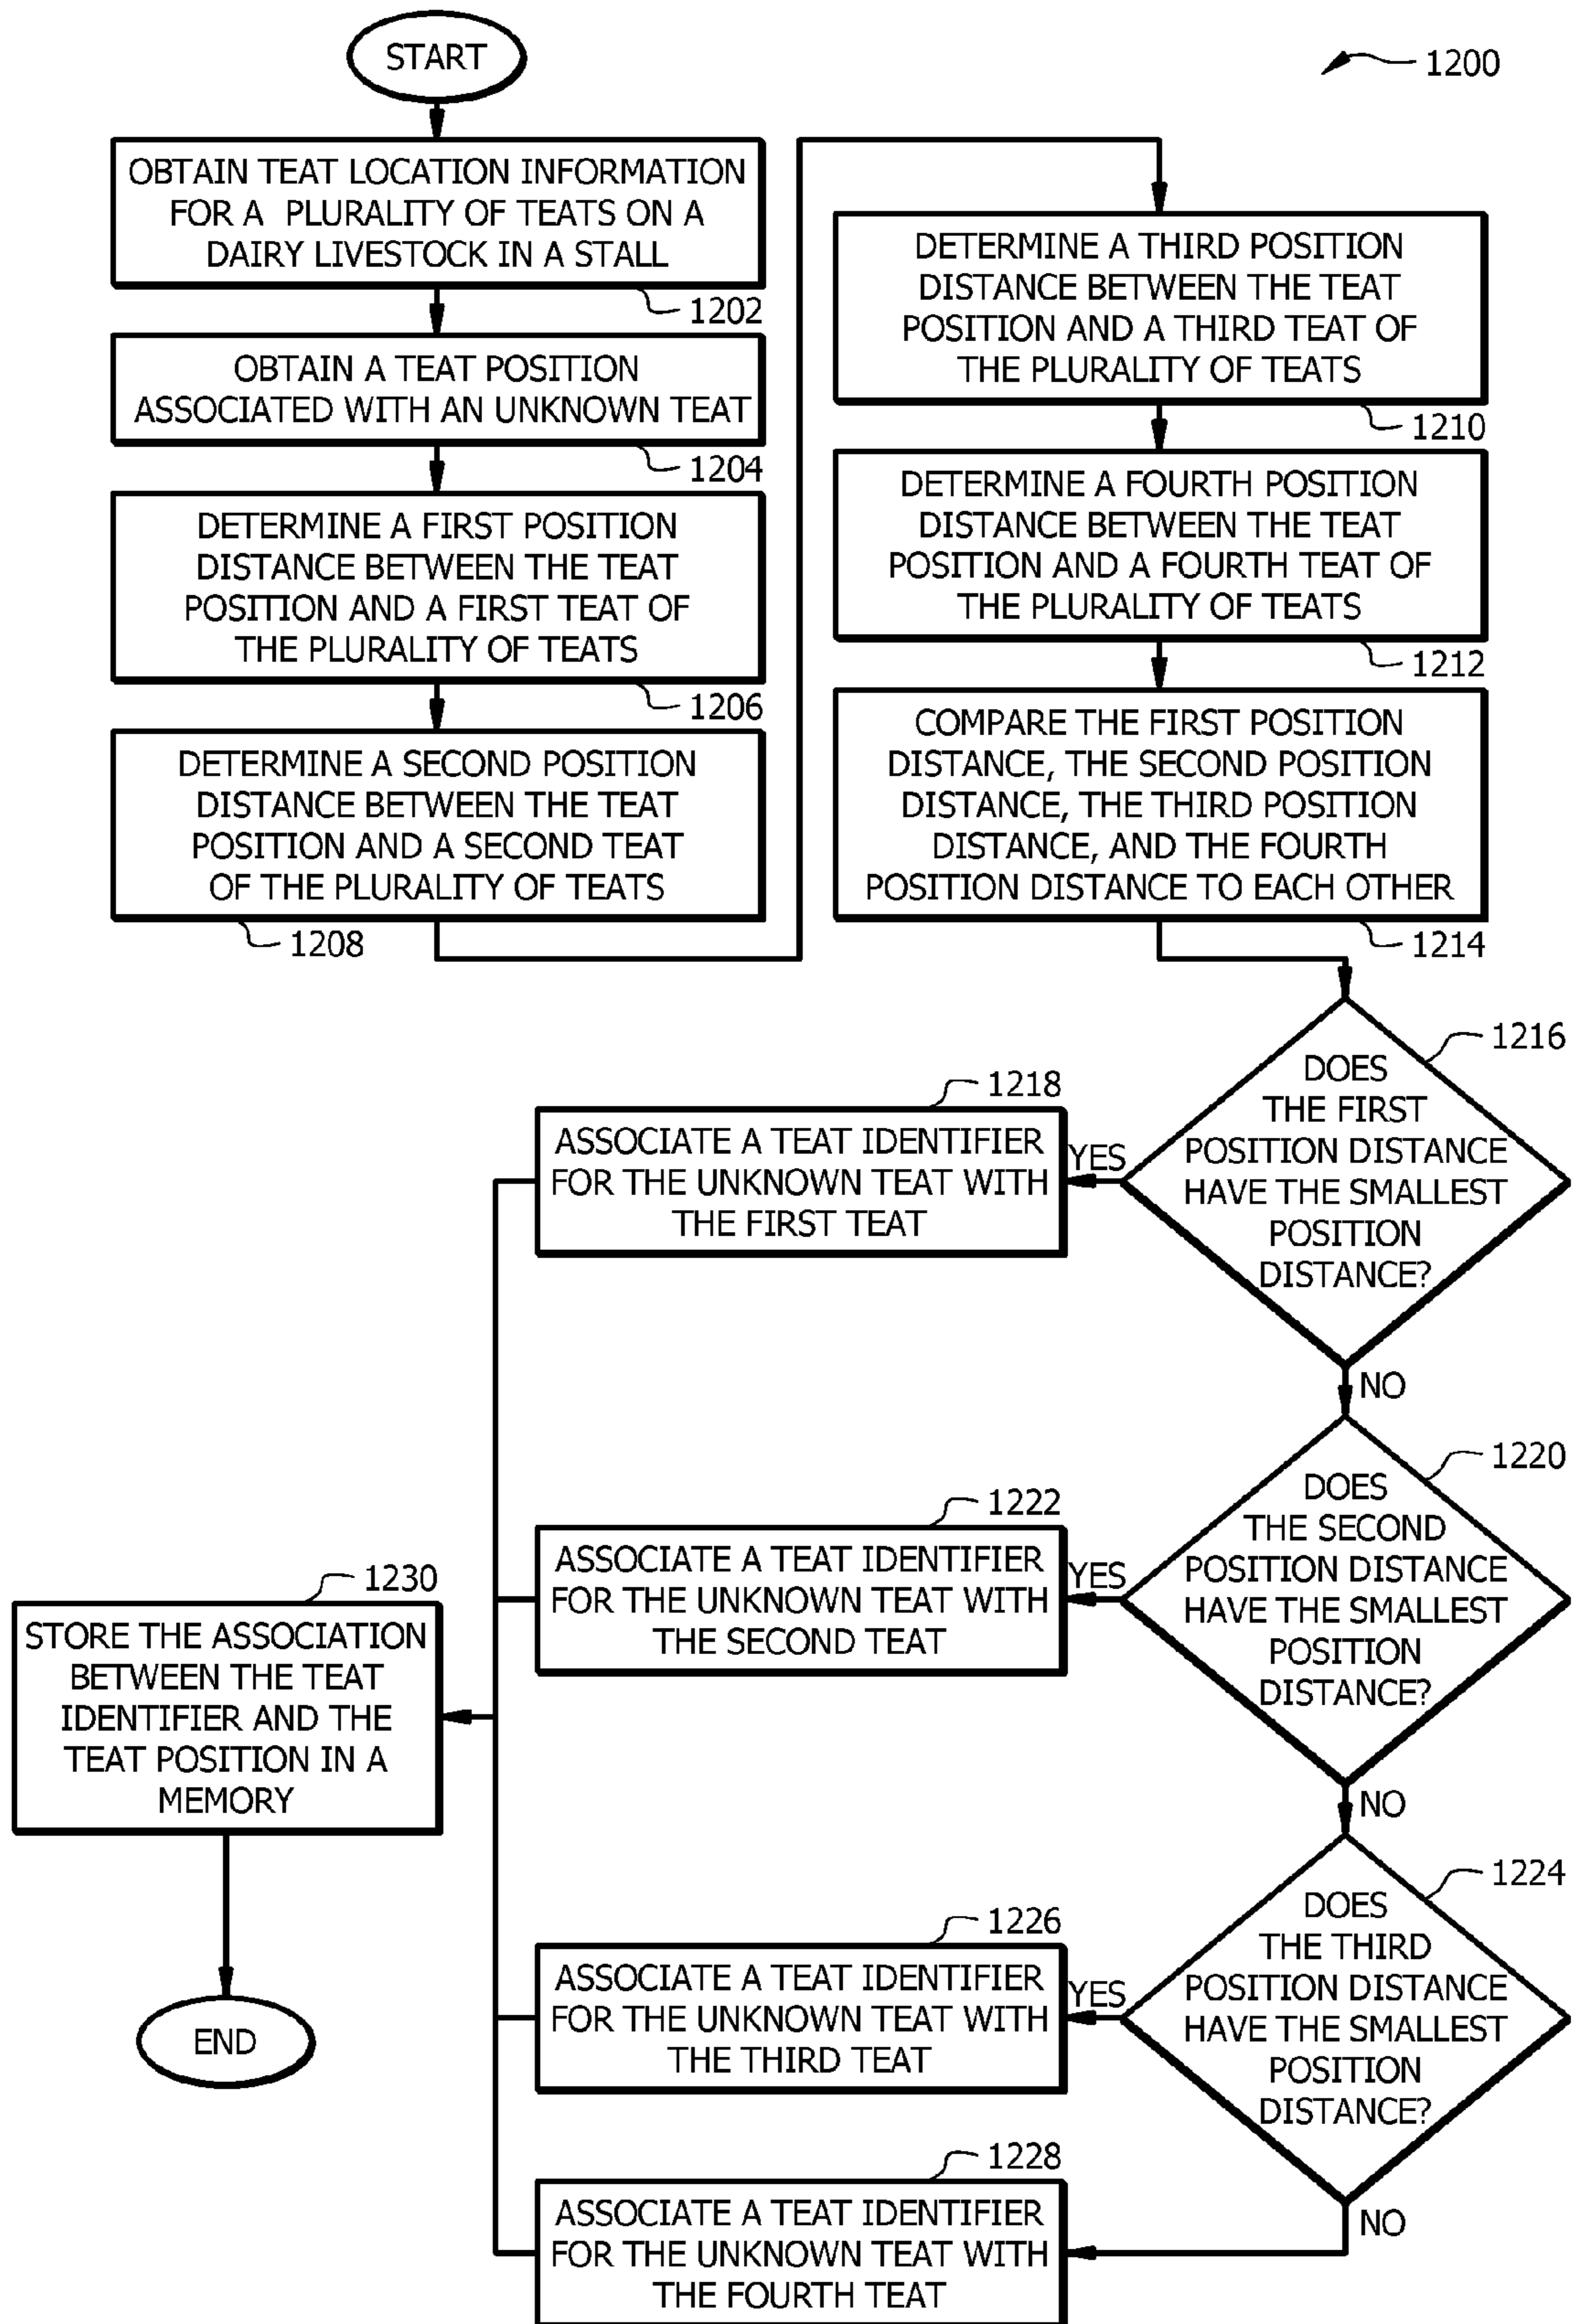 START
1200
OBTAIN TEAT LOCATION INFORMATION
FOR A PLURALITY OF TEATS ON A
DAIRY LIVESTOCK IN A STALL
1202
OBTAIN A TEAT POSITION
ASSOCIATED WITH AN UNKNOWN TEAT
1204
DETERMINE A FIRST POSITION
DISTANCE BETWEEN THE TEAT
POSITION AND A FIRST TEAT OF
THE PLURALITY OF TEATS
1206
DETERMINE A SECOND POSITION
DISTANCE BETWEEN THE TEAT
POSITION AND A SECOND TEAT
OF THE PLURALITY OF TEATS
1208
DETERMINE A THIRD POSITION
DISTANCE BETWEEN THE TEAT
POSITION AND A THIRD TEAT OF
THE PLURALITY OF TEATS
1210
DETERMINE A FOURTH POSITION
DISTANCE BETWEEN THE TEAT
POSITION AND A FOURTH TEAT OF
THE PLURALITY OF TEATS
1212
COMPARE THE FIRST POSITION
DISTANCE, THE SECOND POSITION
DISTANCE, THE THIRD POSITION
DISTANCE, AND THE FOURTH
POSITION DISTANCE TO EACH OTHER
1214
1216
DOES
THE FIRST
POSITION DISTANCE
HAVE THE SMALLEST
POSITION
DISTANCE?
YES
1218
ASSOCIATE A TEAT IDENTIFIER
FOR THE UNKNOWN TEAT WITH
THE FIRST TEAT
NO
1220
DOES
THE SECOND
POSITION DISTANCE
HAVE THE SMALLEST
POSITION
DISTANCE?
YES
1222
ASSOCIATE A TEAT IDENTIFIER
FOR THE UNKNOWN TEAT WITH
THE SECOND TEAT
NO
1224
DOES
THE THIRD
POSITION DISTANCE
HAVE THE SMALLEST
POSITION
DISTANCE?
YES
1226
ASSOCIATE A TEAT IDENTIFIER
FOR THE UNKNOWN TEAT WITH
THE THIRD TEAT
NO
1228
ASSOCIATE A TEAT IDENTIFIER
FOR THE UNKNOWN TEAT WITH
THE FOURTH TEAT
1230
STORE THE ASSOCIATION
BETWEEN THE TEAT
IDENTIFIER AND THE
TEAT POSITION IN A
MEMORY
END